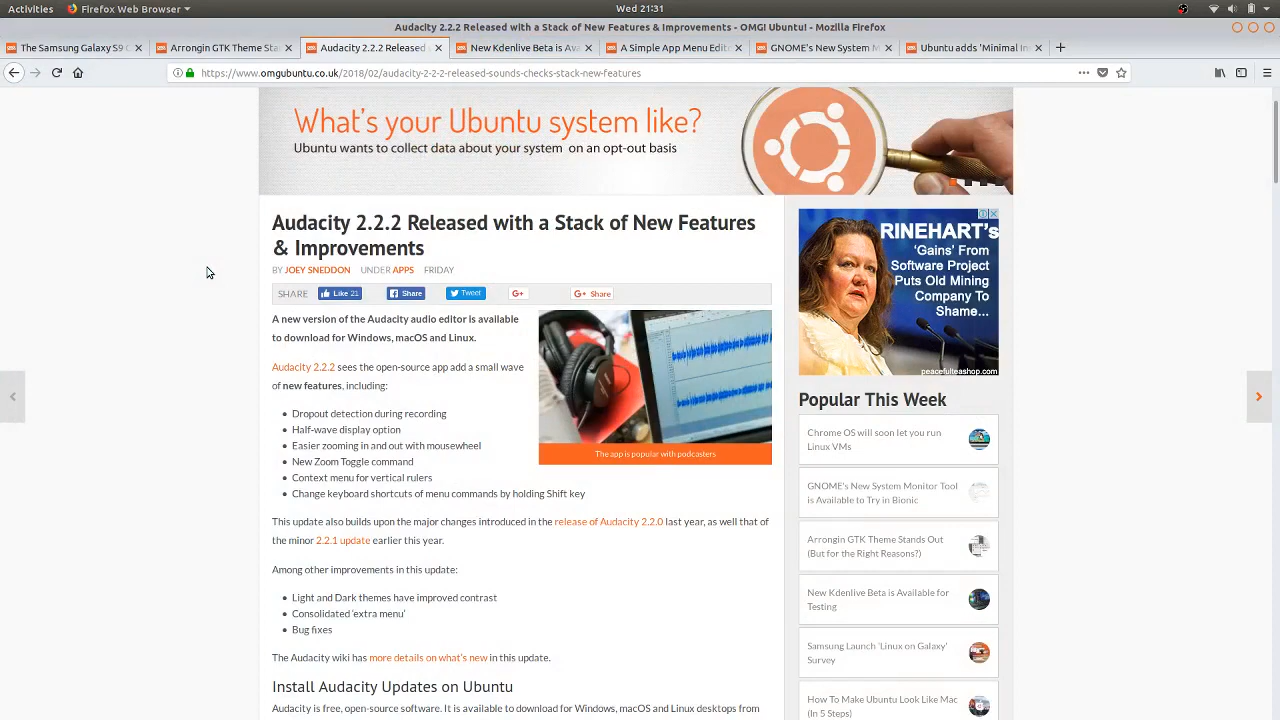 Activities
Firefox Web Browser
Wed 21:31
Audacity 2.2.2 Released with a Stack of New Features & Improvements - OMG! Ubuntu! - Mozilla Firefox
The Samsung Galaxy S9 C
Arrongin GTK Theme Stan
Audacity 2.2.2 Released
New Kdenlive Beta is Ava
A Simple App Menu Edit
GNOME's New System M
Ubuntu adds 'Minimal In
https://www.omgubuntu.co.uk/2018/02/audacity-2-2-2-released-sounds-checks-stack-new-features
What's your Ubuntu system like?
Ubuntu wants to collect data about your system on an opt-out basis
Audacity 2.2.2 Released with a Stack of New Features
& Improvements
BY JOEY SNEDDON UNDER APPS FRIDAY
SHARE Like 21 Share Tweet G+ G+ Share
A new version of the Audacity audio editor is available
to download for Windows, macOS and Linux.
Audacity 2.2.2 sees the open-source app add a small wave
of new features, including:
Dropout detection during recording
Half-wave display option
Easier zooming in and out with mousewheel
New Zoom Toggle command
Context menu for vertical rulers
Change keyboard shortcuts of menu commands by holding Shift key
The app is popular with podcasters
This update also builds upon the major changes introduced in the release of Audacity 2.2.0 last year, as well that of
the minor 2.2.1 update earlier this year.
Among other improvements in this update:
Light and Dark themes have improved contrast
Consolidated 'extra menu'
Bug fixes
The Audacity wiki has more details on what's new in this update.
Install Audacity Updates on Ubuntu
Audacity is free, open-source software. It is available to download for Windows, macOS and Linux desktops from
RINEHART's
'Gains' From
Software Project
Puts Old Mining
Company To
Shame...
peacefulteashop.com
Popular This Week
Chrome OS will soon let you run
Linux VMs
GNOME's New System Monitor Tool
is Available to Try in Bionic
Arrongin GTK Theme Stands Out
(But for the Right Reasons?)
New Kdenlive Beta is Available for
Testing
Samsung Launch 'Linux on Galaxy'
Survey
How To Make Ubuntu Look Like Mac
(In 5 Steps)